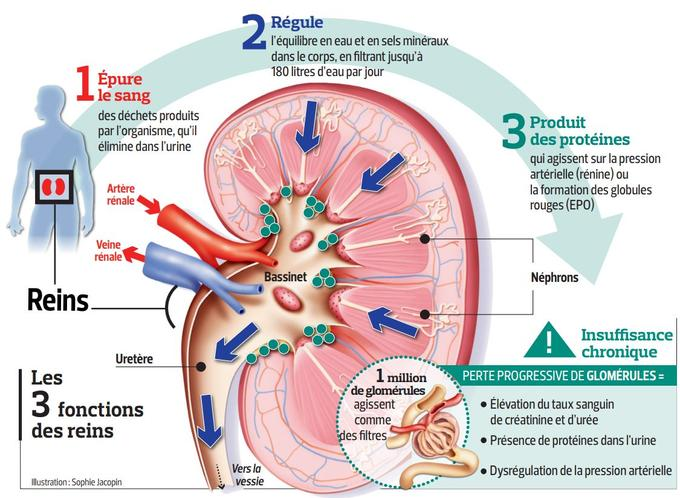 1 Épure
le sang
des déchets produits
par l'organisme, qu'il
élimine dans l'urine
2 Régule
l'équilibre en eau et en sels minéraux
dans le corps, en filtrant jusqu'à
180 litres d'eau par jour
3 Produit
des protéines
qui agissent sur la pression
artérielle (rénine) ou
la formation des globules
rouges (EPO)
Artère
rénale
Veine
rénale
Reins
Bassinet
Néphrons
Uretère
Les
3 fonctions
des reins
Vers la
vessie
1 million
de glomérules
agissent
comme
des filtres
! Insuffisance
chronique
PERTE PROGRESSIVE DE GLOMÉRULES =
• Élévation du taux sanguin
de créatinine et d'urée
• Présence de protéines dans l'urine
• Dysrégulation de la pression artérielle
Illustration : Sophie Jacopin